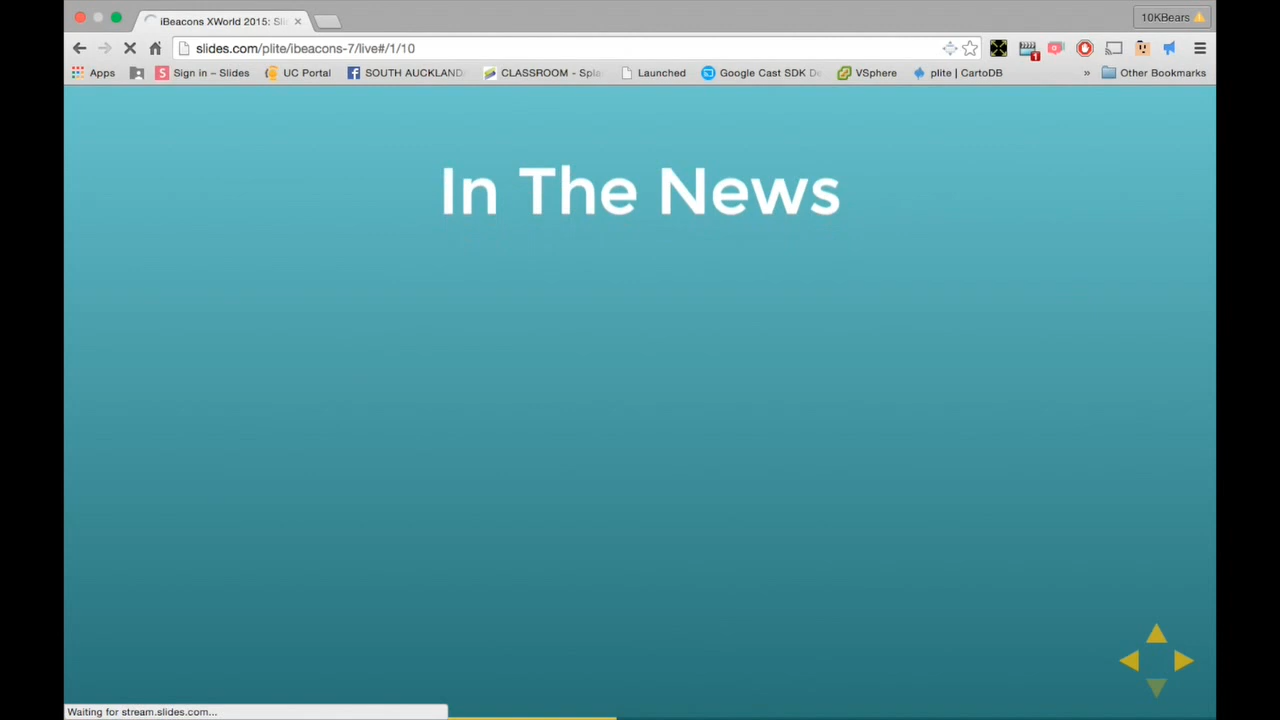 iBeacons XWorld 2015: Sli
10KBears
slides.com/plite/ibeacons-7/live#/1/10
1
Apps
Sign in – Slides
UC Portal
SOUTH AUCKLAND
CLASSROOM - Spla
Launched
Google Cast SDK De
VSphere
plite | CartoDB
»
Other Bookmarks
In The News
Waiting for stream.slides.com...